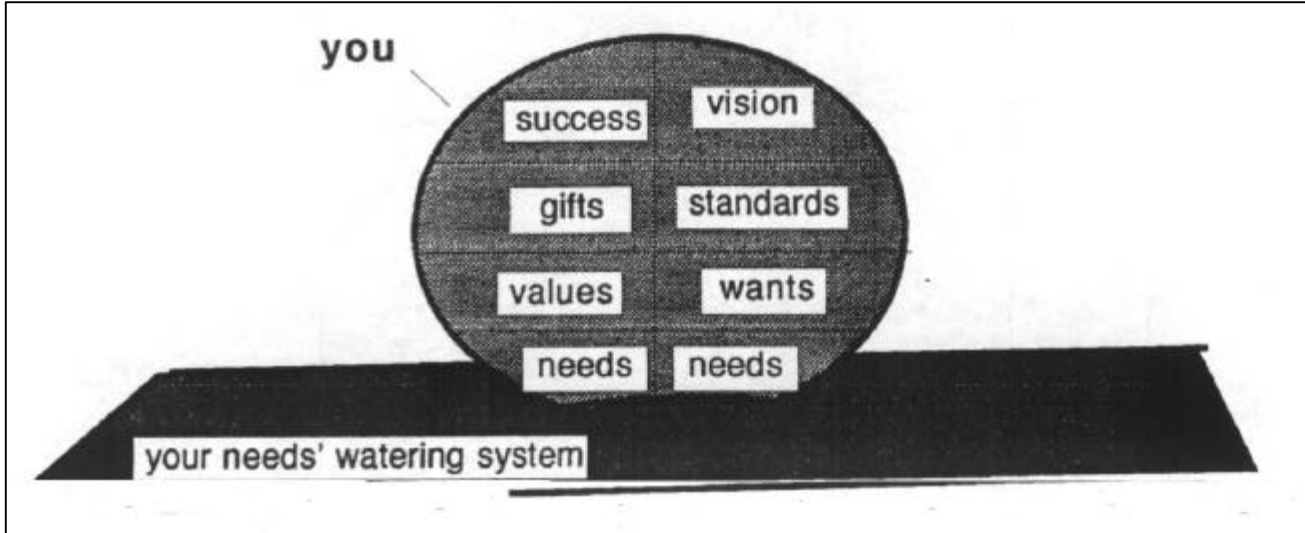 you
success
vision
gifts
standards
values
wants
needs
needs
your needs' watering system